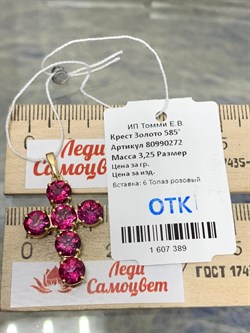 ИП Томми Е.В.
Крест Золото 585°
Артикул 80990272
Масса 3,25 Размер
Цена за гр.
Цена за изд.
Вставка: 6 Топаз розовый
ОТК
1 607 389
Леди
Самоцвет
Леди
Самоцвет
ГОСТ